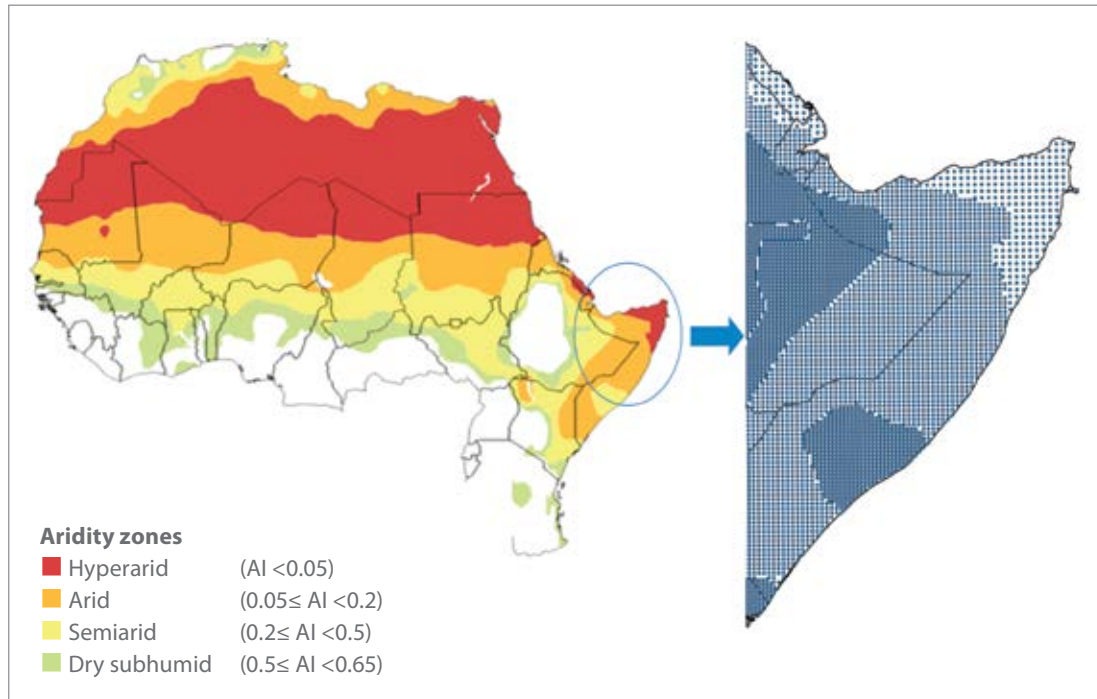 Aridity zones
Hyperarid (AI <0.05)
Arid (0.05≤ AI <0.2)
Semiarid (0.2≤ AI <0.5)
Dry subhumid (0.5≤ AI <0.65)